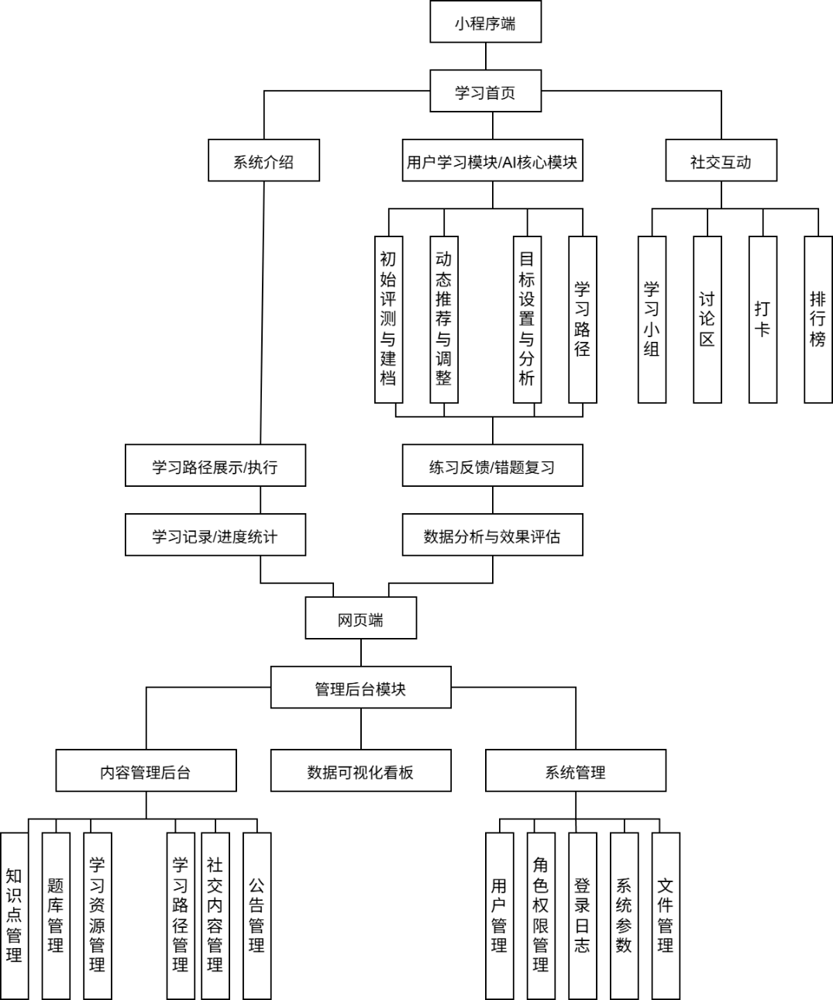 小程序端
学习首页
系统介绍
用户学习模块/AI核心模块
社交互动
初始评测与建档
动态推荐与调整
目标设置与分析
学习路径
学习小组
讨论区
打卡
排行榜
学习路径展示/执行
练习反馈/错题复习
学习记录/进度统计
数据分析与效果评估
网页端
管理后台模块
内容管理后台
数据可视化看板
系统管理
知识点管理
题库管理
学习资源管理
学习路径管理
社交内容管理
公告管理
用户管理
角色权限管理
登录日志
系统参数
文件管理